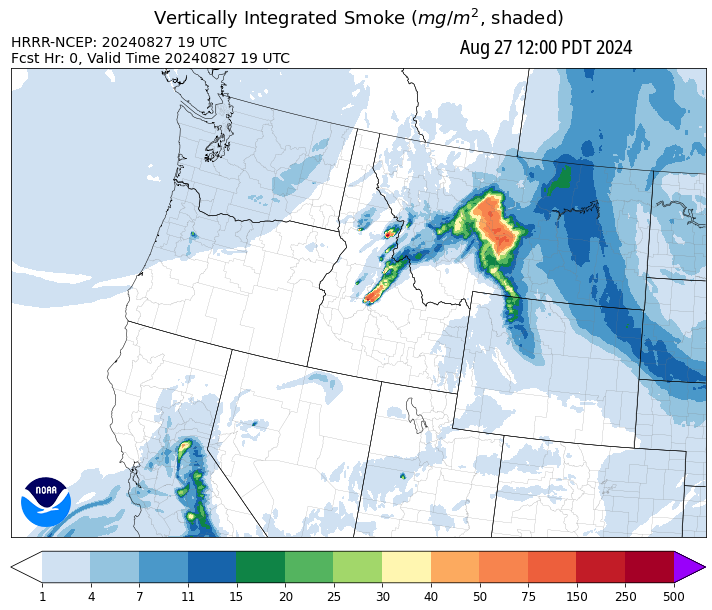 Vertically Integrated Smoke (mg/m², shaded)
HRRR-NCEP: 20240827 19 UTC
Aug 27 12:00 PDT 2024
Fcst Hr: 0, Valid Time 20240827 19 UTC
NOAA
1 4 7 11 15 20 25 30 40 50 75 150 250 500